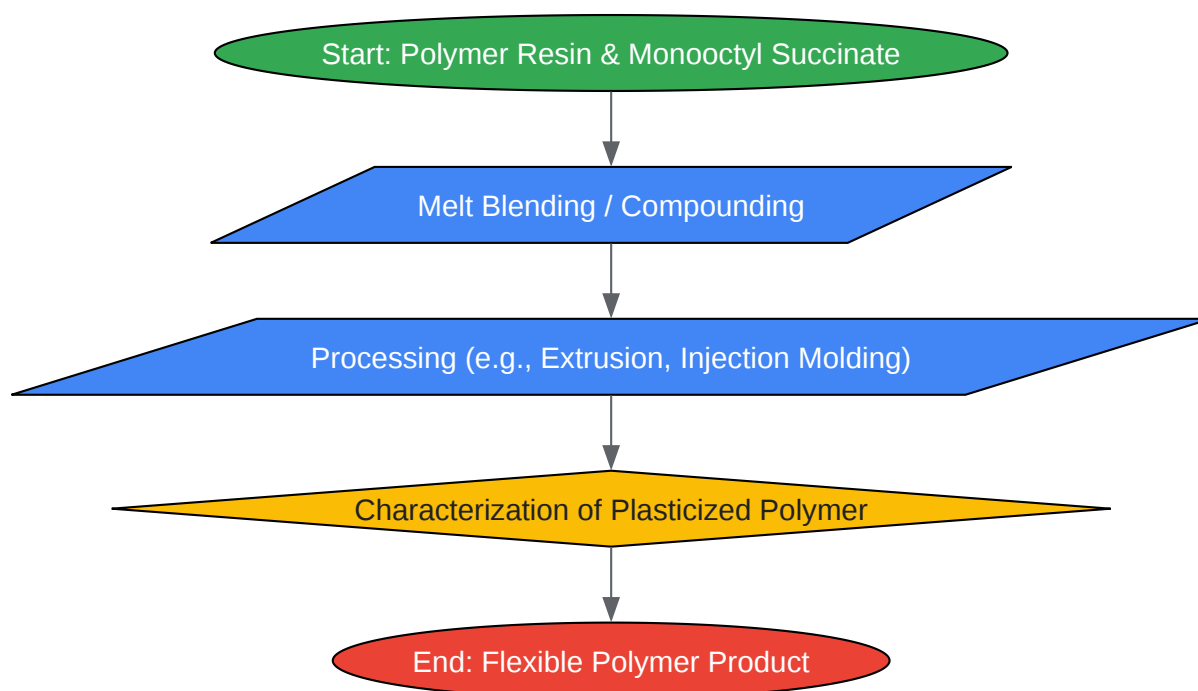 Start: Polymer Resin & Monooctyl Succinate
Melt Blending / Compounding
Processing (e.g., Extrusion, Injection Molding)
Characterization of Plasticized Polymer
End: Flexible Polymer Product